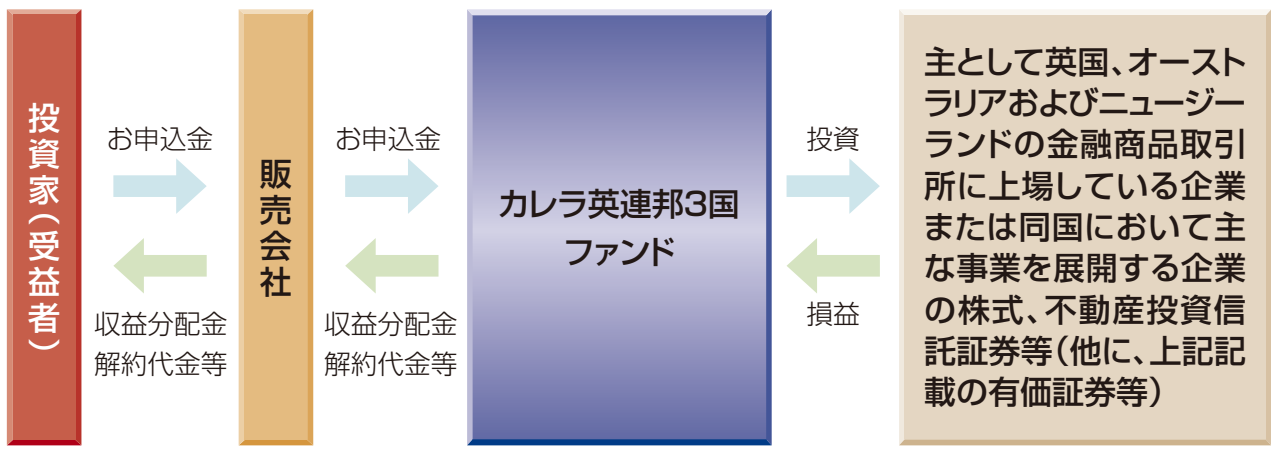 投資家（受益者）
お申込金
収益分配金
解約代金等
販売会社
お申込金
収益分配金
解約代金等
カレラ英連邦3国
ファンド
投資
損益
主として英国、オースト
ラリアおよびニュージー
ランドの金融商品取引
所に上場している企業
または同国において主
な事業を展開する企業
の株式、不動産投資信
託証券等（他に、上記記
載の有価証券等）